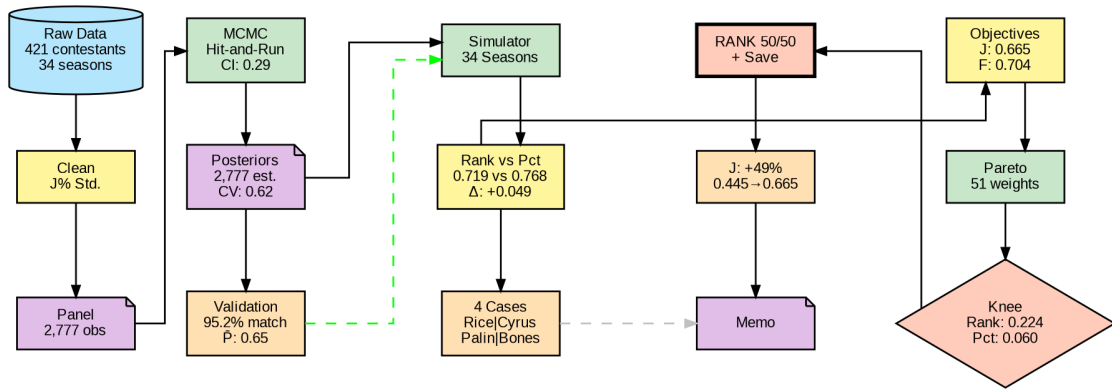 Raw Data
421 contestants
34 seasons
Clean
J% Std.
Panel
2,777 obs
MCMC
Hit-and-Run
CI: 0.29
Posteriors
2,777 est.
CV: 0.62
Validation
95.2% match
P̄: 0.65
Simulator
34 Seasons
Rank vs Pct
0.719 vs 0.768
Δ: +0.049
4 Cases
Rice|Cyrus
Palin|Bones
RANK 50/50
+ Save
J: +49%
0.445→0.665
Memo
Objectives
J: 0.665
F: 0.704
Pareto
51 weights
Knee
Rank: 0.224
Pct: 0.060